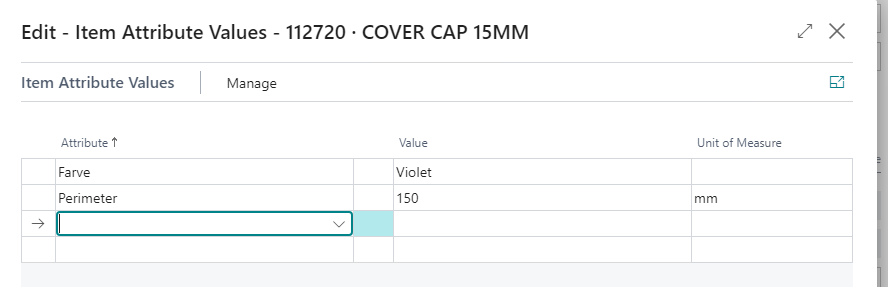 Edit - Item Attribute Values - 112720 · COVER CAP 15MM
Item Attribute Values Manage
Attribute ↑ Value Unit of Measure
Farve Violet
Perimeter 150 mm